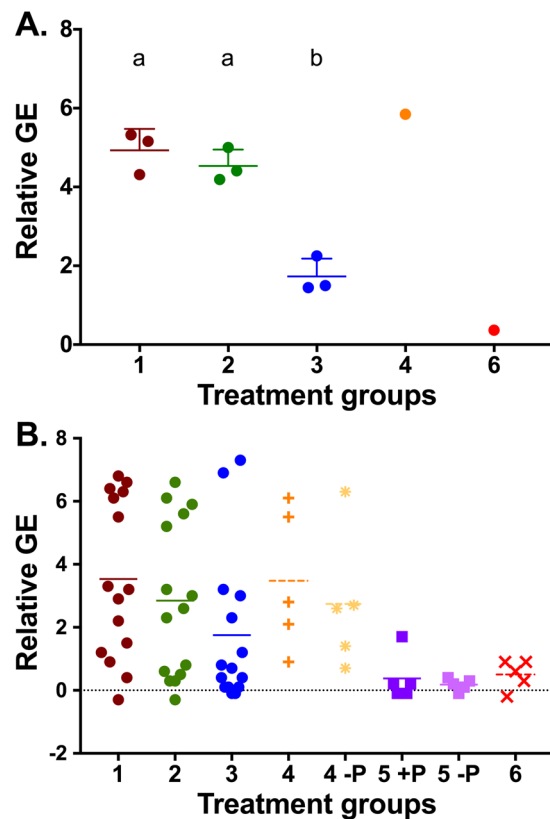 A.
8
6
4
2
0
Relative GE
a a b
1 2 3 4 6
Treatment groups
B.
8
6
4
2
0
-2
Relative GE
1 2 3 4 4 -P 5 +P 5 -P 6
Treatment groups